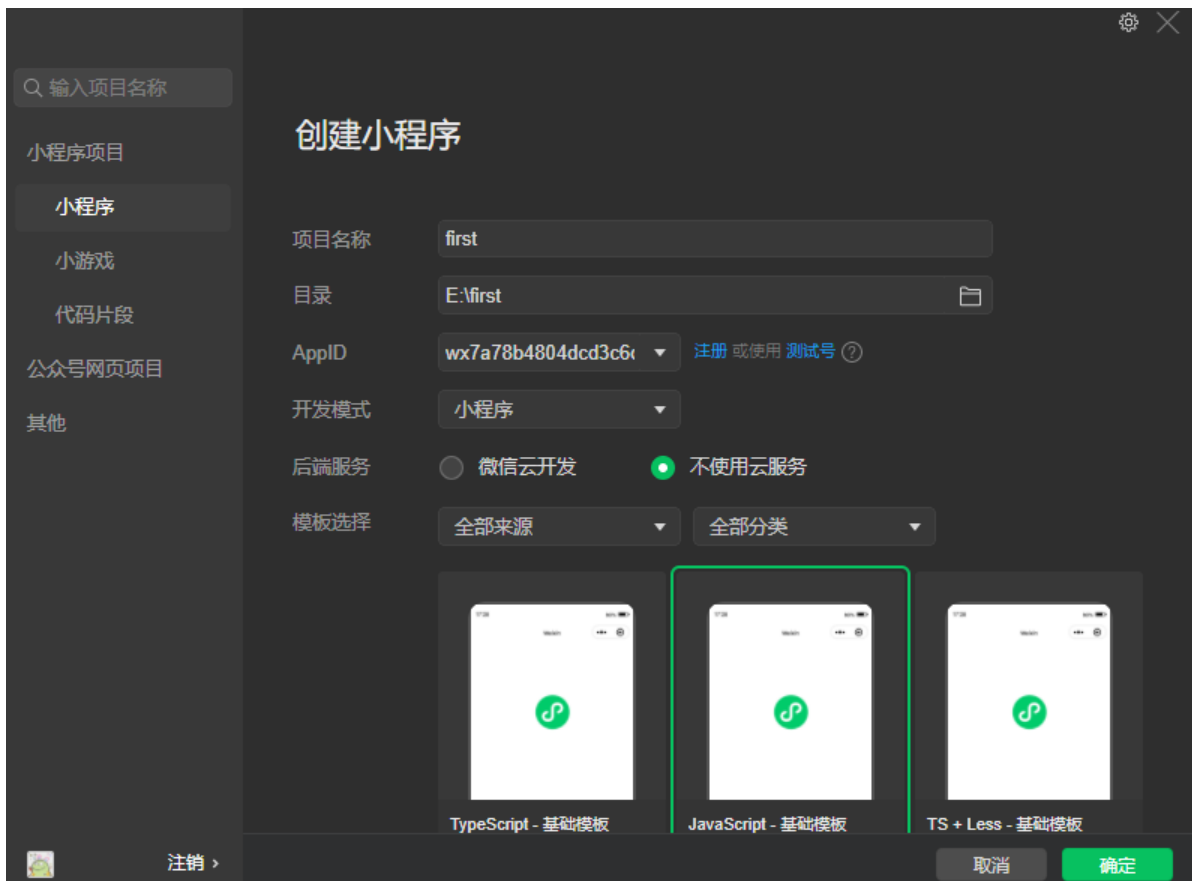 输入项目名称
小程序项目
小程序
小游戏
代码片段
公众号网页项目
其他
注销 ›
创建小程序
项目名称 first
目录 E:\first
AppID wx7a78b4804dcd3c6 注册 或使用 测试号 ?
开发模式 小程序
后端服务 微信云开发 不使用云服务
模板选择 全部来源 全部分类
TypeScript - 基础模板 JavaScript - 基础模板 TS + Less - 基础模板
取消 确定